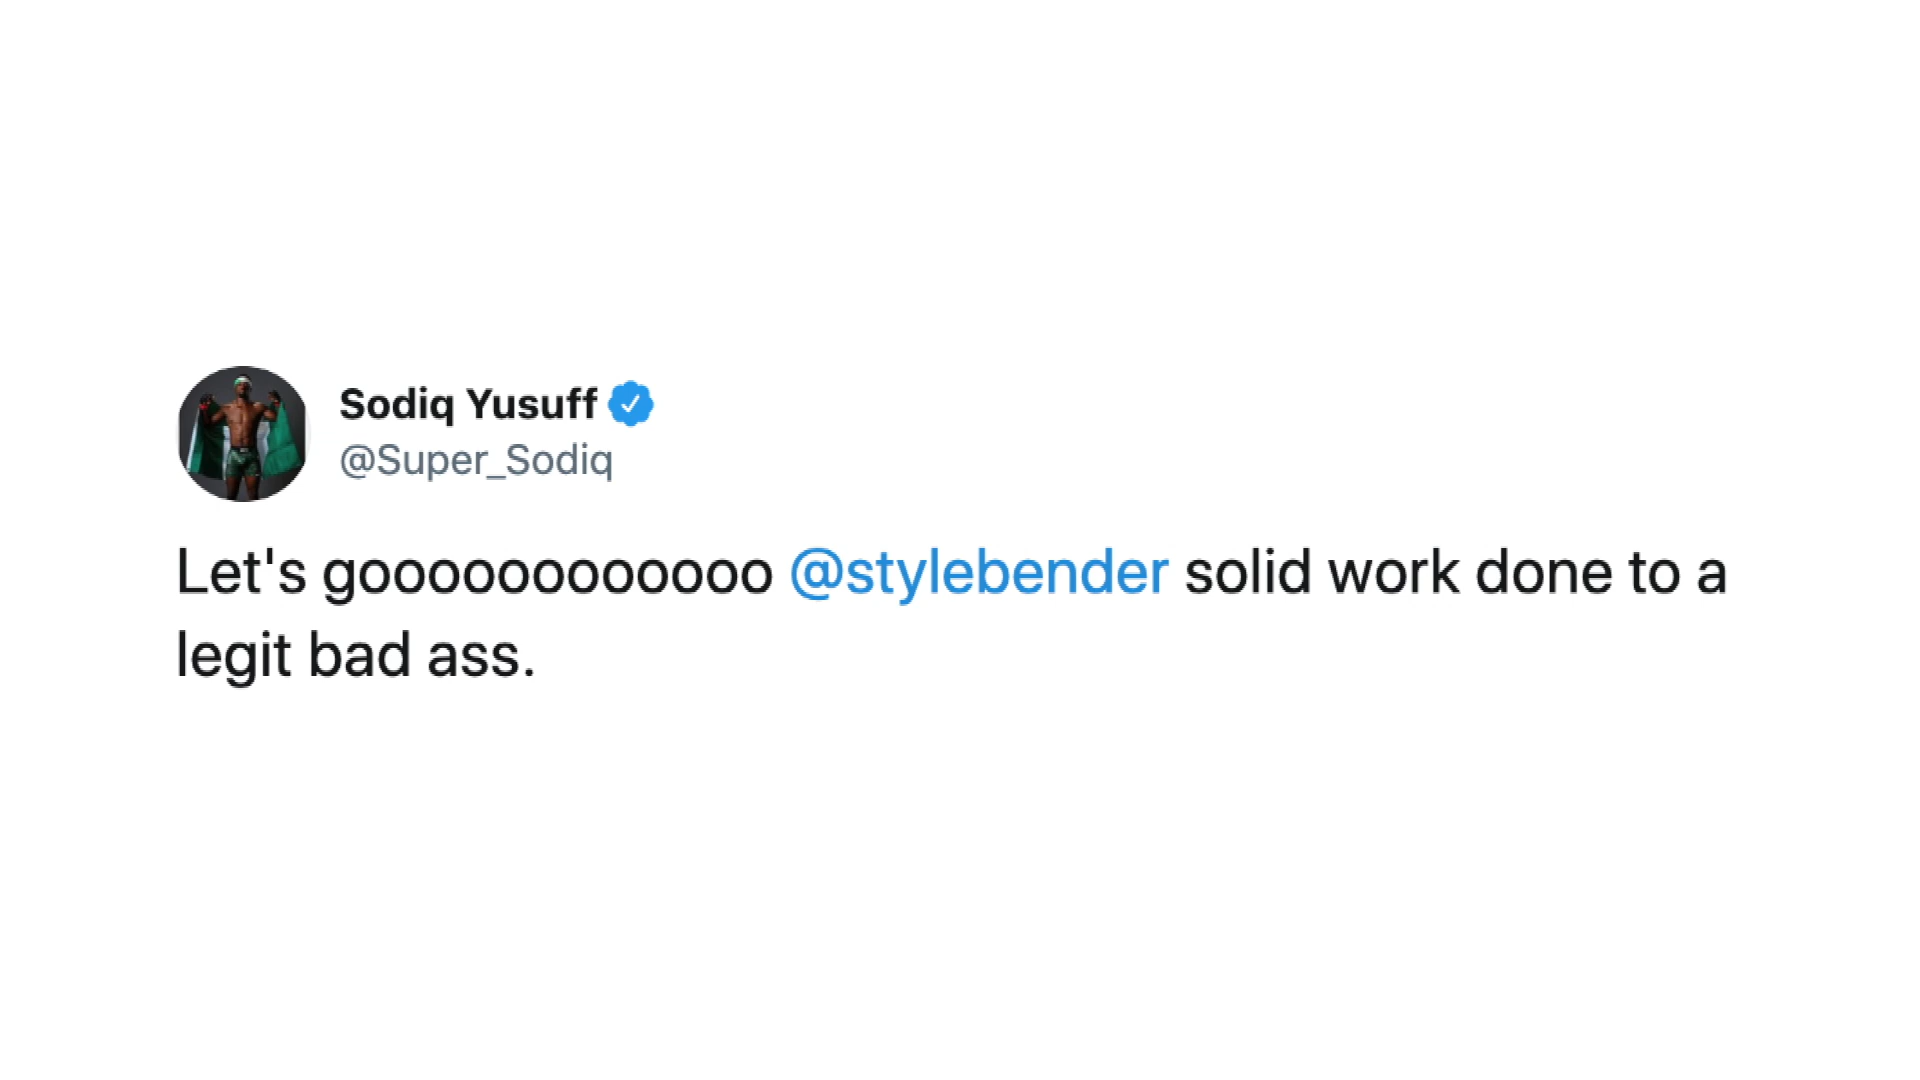 Sodiq Yusuff
@Super_Sodiq
Let's goooooooooooo @stylebender solid work done to a
legit bad ass.